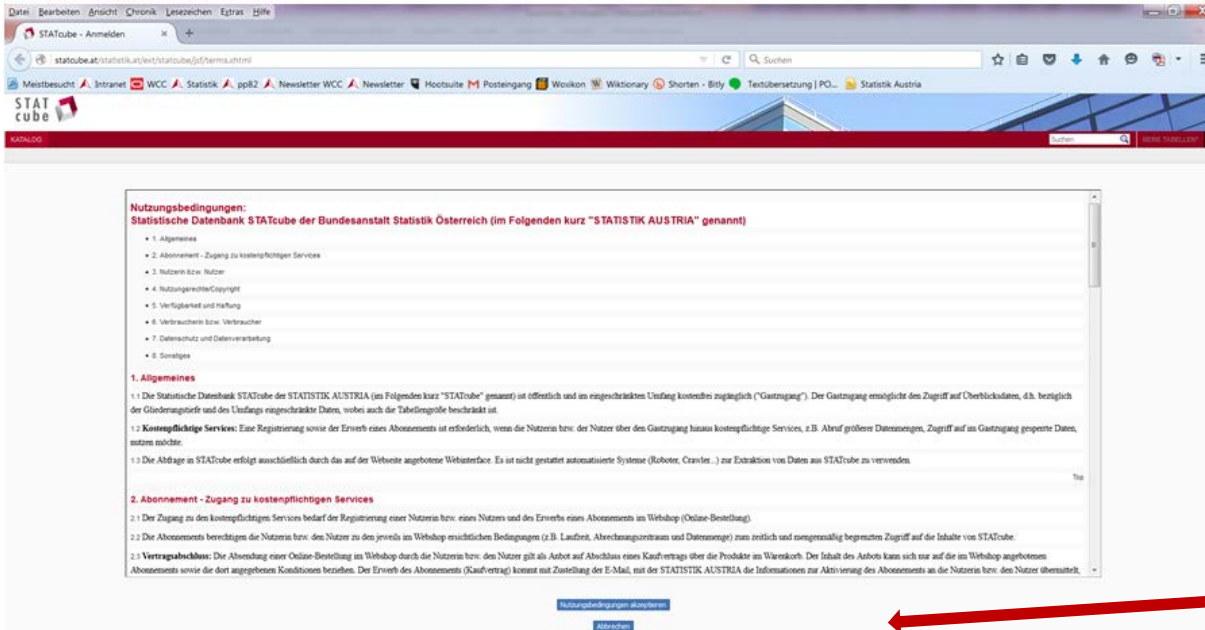 Datei Bearbeiten Ansicht Chronik Lesezeichen Extras Hilfe
STATcube - Anmelden × +
statcube.at/statistik.at/ext/statcube/jsf/terms.xhtml
Suchen
Meistbesucht Intranet WCC Statistik pp82 Newsletter WCC Newsletter Hootsuite Posteingang Woxikon Wiktionary Shorten - Bitly Textübersetzung | PO... Statistik Austria
STAT
cube
KATALOG Suchen MEINE TABELLEN
Nutzungsbedingungen:
Statistische Datenbank STATcube der Bundesanstalt Statistik Österreich (im Folgenden kurz "STATISTIK AUSTRIA" genannt)
• 1. Allgemeines
• 2. Abonnement - Zugang zu kostenpflichtigen Services
• 3. Nutzerin bzw. Nutzer
• 4. Nutzungsrechte/Copyright
• 5. Verfügbarkeit und Haftung
• 6. Verbraucherin bzw. Verbraucher
• 7. Datenschutz und Datenverarbeitung
• 8. Sonstiges
1. Allgemeines
1.1 Die Statistische Datenbank STATcube der STATISTIK AUSTRIA (im Folgenden kurz "STATcube" genannt) ist öffentlich und im eingeschränkten Umfang kostenfrei zugänglich ("Gastzugang"). Der Gastzugang ermöglicht den Zugriff auf Überblicksdaten, d.h. bezüglich
der Gliederungstiefe und des Umfangs eingeschränkte Daten, wobei auch die Tabellengröße beschränkt ist.
1.2 Kostenpflichtige Services: Eine Registrierung sowie der Erwerb eines Abonnements ist erforderlich, wenn die Nutzerin bzw. der Nutzer über den Gastzugang hinaus kostenpflichtige Services, z.B. Abruf größerer Datenmengen, Zugriff auf im Gastzugang gesperrte Daten,
nutzen möchte.
1.3 Die Abfrage in STATcube erfolgt ausschließlich durch das auf der Webseite angebotene Webinterface. Es ist nicht gestattet automatisierte Systeme (Roboter, Crawler...) zur Extraktion von Daten aus STATcube zu verwenden.
Top
2. Abonnement - Zugang zu kostenpflichtigen Services
2.1 Der Zugang zu den kostenpflichtigen Services bedarf der Registrierung einer Nutzerin bzw. eines Nutzers und des Erwerbs eines Abonnements im Webshop (Online-Bestellung).
2.2 Die Abonnements berechtigen die Nutzerin bzw. den Nutzer zu den jeweils im Webshop ersichtlichen Bedingungen (z.B. Laufzeit, Abrechnungszeitraum und Datenmenge) zum zeitlich und mengenmäßig begrenzten Zugriff auf die Inhalte von STATcube.
2.3 Vertragsabschluss: Die Absendung einer Online-Bestellung im Webshop durch die Nutzerin bzw. den Nutzer gilt als Anbot auf Abschluss eines Kaufvertrags über die Produkte im Warenkorb. Der Inhalt des Anbots kann sich nur auf die im Webshop angebotenen
Abonnements sowie die dort angegebenen Konditionen beziehen. Der Erwerb des Abonnements (Kaufvertrag) kommt mit Zustellung der E-Mail, mit der STATISTIK AUSTRIA die Informationen zur Aktivierung des Abonnements an die Nutzerin bzw. den Nutzer übermittelt,
Nutzungsbedingungen akzeptieren
Abbrechen